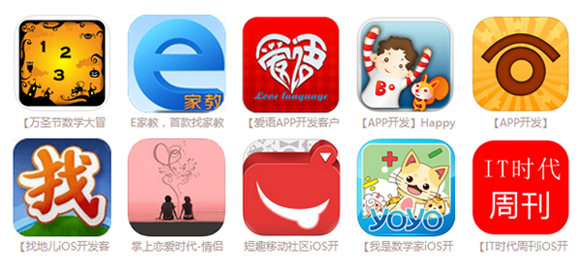 1 2
3
e
家教
爱语
Love language
B
【万圣节数学大冒
E家教，首款找家教
【爱语APP开发客户
【APP开发】Happy
【APP开发】
找
yoyo
IT时代
周刊
【找地儿iOS开发客
掌上恋爱时代-情侣
短趣移动社区iOS开
【我是数学家iOS开
【IT时代周刊iOS开